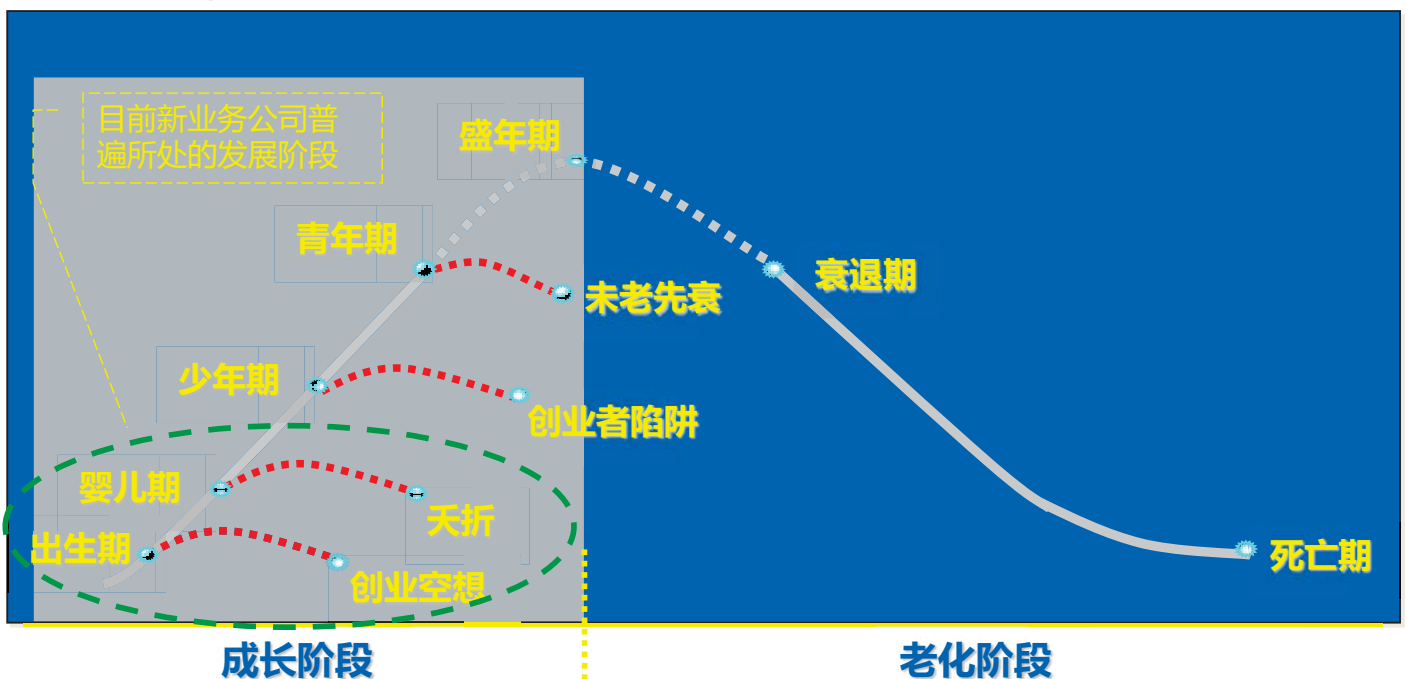 目前新业务公司普
遍所处的发展阶段
盛年期
青年期
衰退期
未老先衰
少年期
创业者陷阱
婴儿期
夭折
出生期
死亡期
创业空想
成长阶段
老化阶段